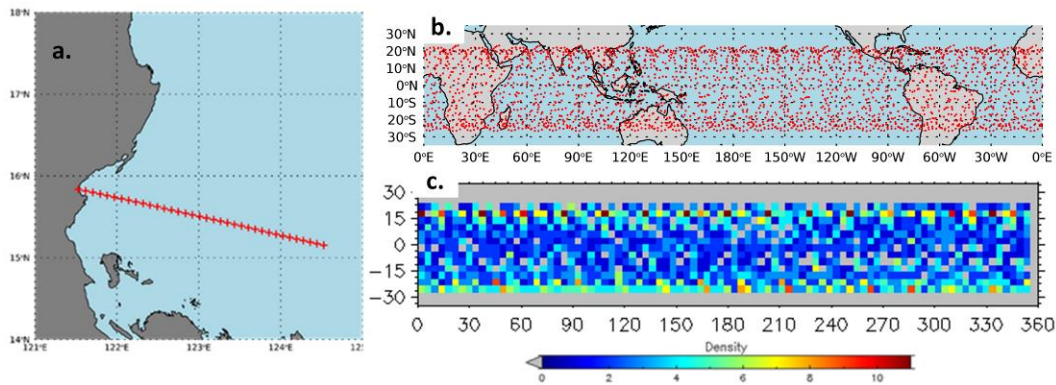 a.
18°N
17°N
16°N
15°N
14°N
121°E 122°E 123°E 124°E 12:
b.
30°N
20°N
10°N
0°N
10°S
20°S
30°S
0°E 30°E 60°E 90°E 120°E 150°E 180°E 150°W 120°W 90°W 60°W 30°W 0°E
c.
30
15
0
−15
−30
0 30 60 90 120 150 180 210 240 270 300 330 360
Density
0 2 4 6 8 10